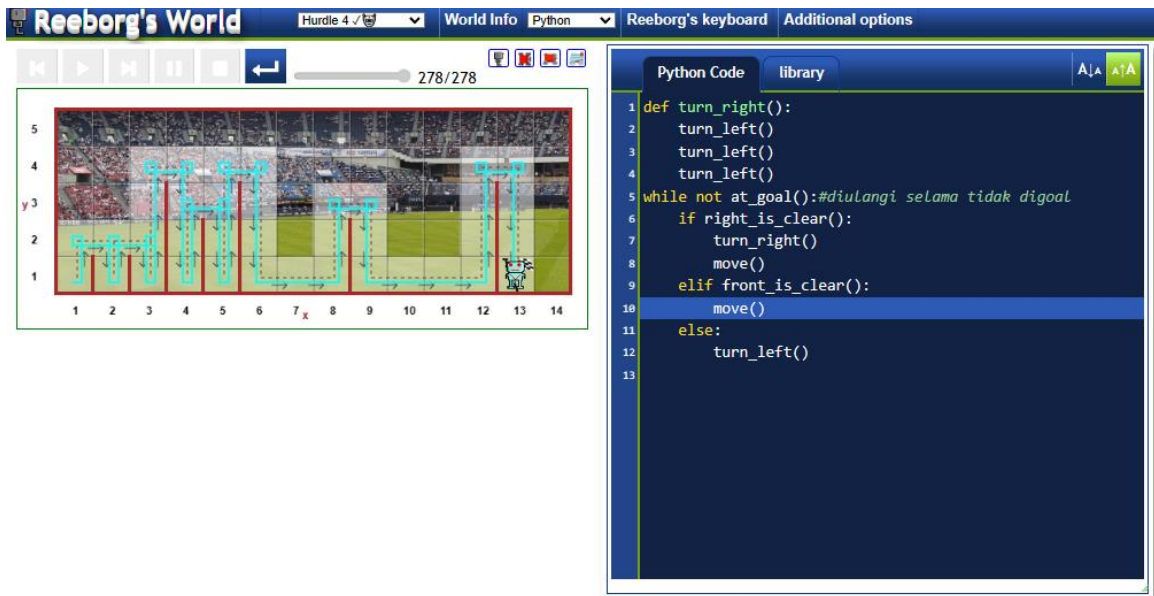 Reeborg's World
Hurdle 4 ✓
World Info
Python
Reeborg's keyboard
Additional options
278/278
5
4
y 3
2
1
1 2 3 4 5 6 7 x 8 9 10 11 12 13 14
Python Code
library
A↓A A↑A
1 def turn_right():
2 turn_left()
3 turn_left()
4 turn_left()
5 while not at_goal():#diulangi selama tidak digoal
6 if right_is_clear():
7 turn_right()
8 move()
9 elif front_is_clear():
10 move()
11 else:
12 turn_left()
13